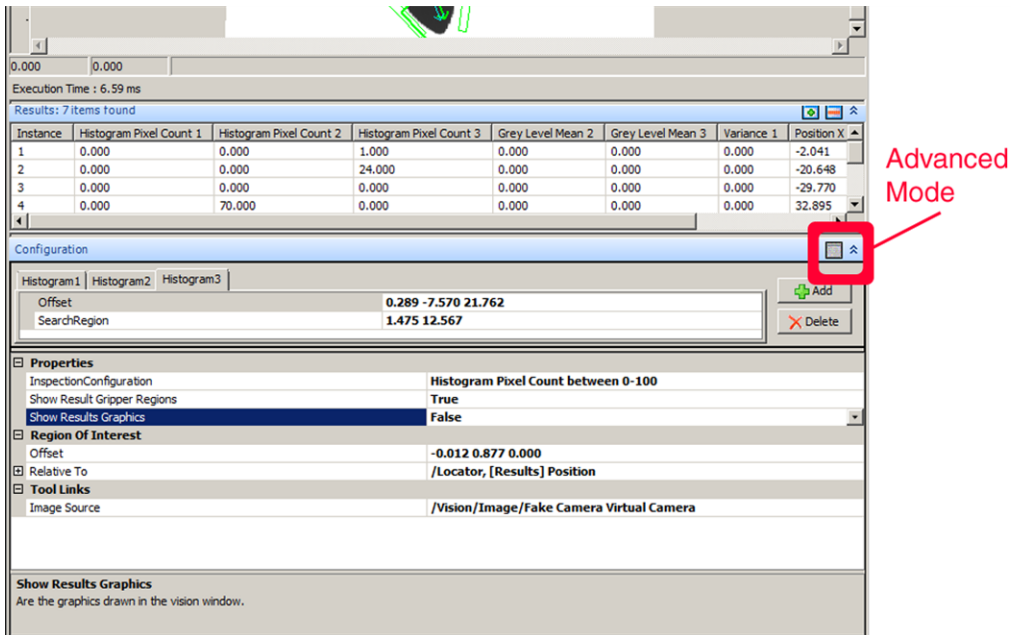 0.000 0.000
Execution Time : 6.59 ms
Results: 7 items found
Instance Histogram Pixel Count 1 Histogram Pixel Count 2 Histogram Pixel Count 3 Grey Level Mean 2 Grey Level Mean 3 Variance 1 Position X
1 0.000 0.000 1.000 0.000 0.000 0.000 -2.041
2 0.000 0.000 24.000 0.000 0.000 0.000 -20.648
3 0.000 0.000 0.000 0.000 0.000 0.000 -29.770
4 0.000 70.000 0.000 0.000 0.000 0.000 32.895
Advanced
Mode
Configuration
Histogram1 Histogram2 Histogram3
Add
Offset 0.289 -7.570 21.762
SearchRegion 1.475 12.567
Delete
Properties
InspectionConfiguration Histogram Pixel Count between 0-100
Show Result Gripper Regions True
Show Results Graphics False
Region Of Interest
Offset -0.012 0.877 0.000
Relative To /Locator, [Results] Position
Tool Links
Image Source /Vision/Image/Fake Camera Virtual Camera
Show Results Graphics
Are the graphics drawn in the vision window.